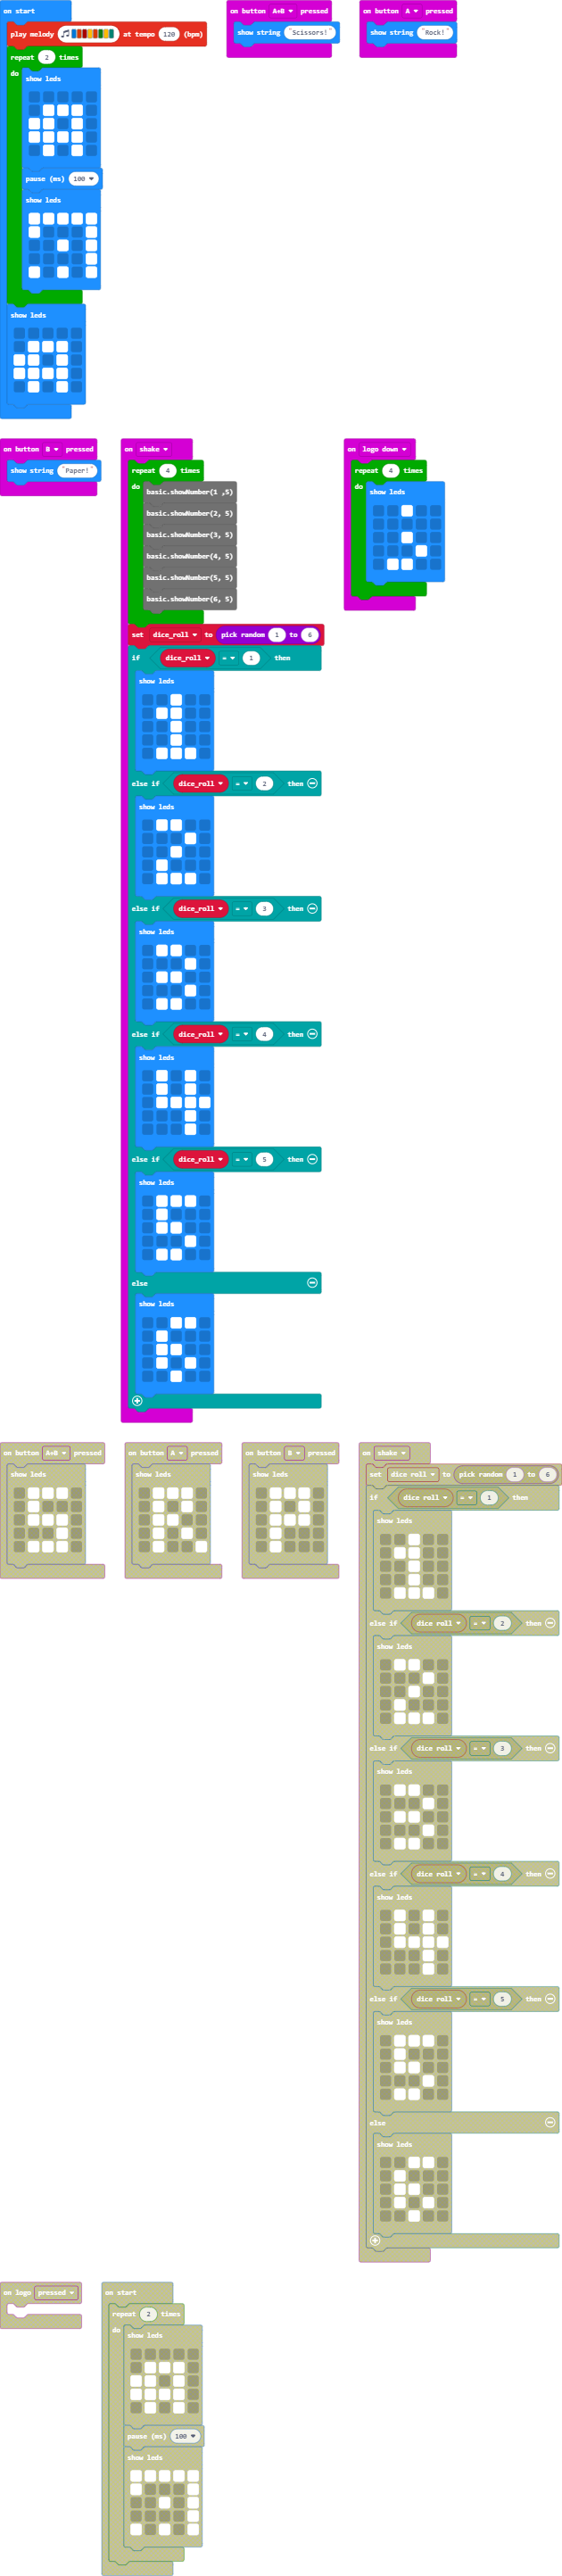 on start
play melody at tempo 120 (bpm)
repeat 2 times
do
show leds
pause (ms) 100
show leds
show leds
on button A+B pressed
show string "Scissors!"
on button A pressed
show string "Rock!"
on button B pressed
show string "Paper!"
on shake
repeat 4 times
do
basic.showNumber(1 ,5)
basic.showNumber(2, 5)
basic.showNumber(3, 5)
basic.showNumber(4, 5)
basic.showNumber(5, 5)
basic.showNumber(6, 5)
set dice_roll to pick random 1 to 6
if dice_roll = 1 then
show leds
else if dice_roll = 2 then
show leds
else if dice_roll = 3 then
show leds
else if dice_roll = 4 then
show leds
else if dice_roll = 5 then
show leds
else
show leds
on logo down
repeat 4 times
do
show leds
on button A+B pressed
show leds
on button A pressed
show leds
on button B pressed
show leds
on shake
set dice roll to pick random 1 to 6
if dice roll = 1 then
show leds
else if dice roll = 2 then
show leds
else if dice roll = 3 then
show leds
else if dice roll = 4 then
show leds
else if dice roll = 5 then
show leds
else
show leds
on logo pressed
on start
repeat 2 times
do
show leds
pause (ms) 100
show leds